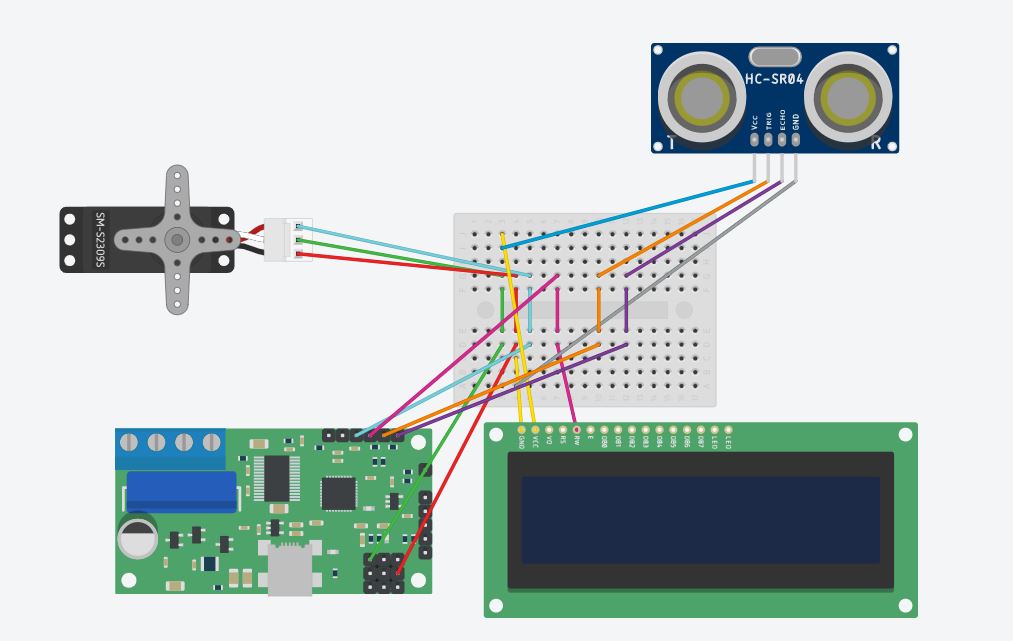 HC-SR04
Vcc
TRIG
ECHO
GND
T
R
SM-S2309S
GND
VCC
VO
RS
RW
E
DB0
DB1
DB2
DB3
DB4
DB5
DB6
DB7
LED
LED